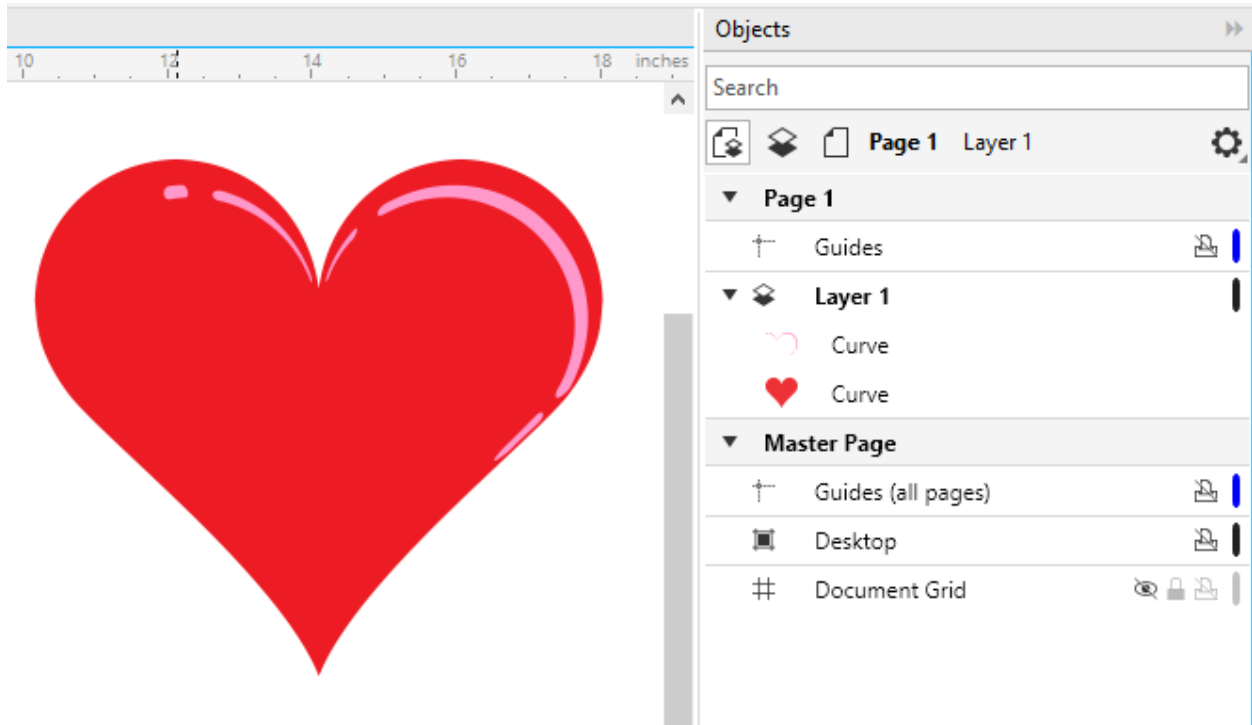 Objects
10 12 14 16 18 inches
Search
Page 1 Layer 1
Page 1
Guides
Layer 1
Curve
Curve
Master Page
Guides (all pages)
Desktop
Document Grid